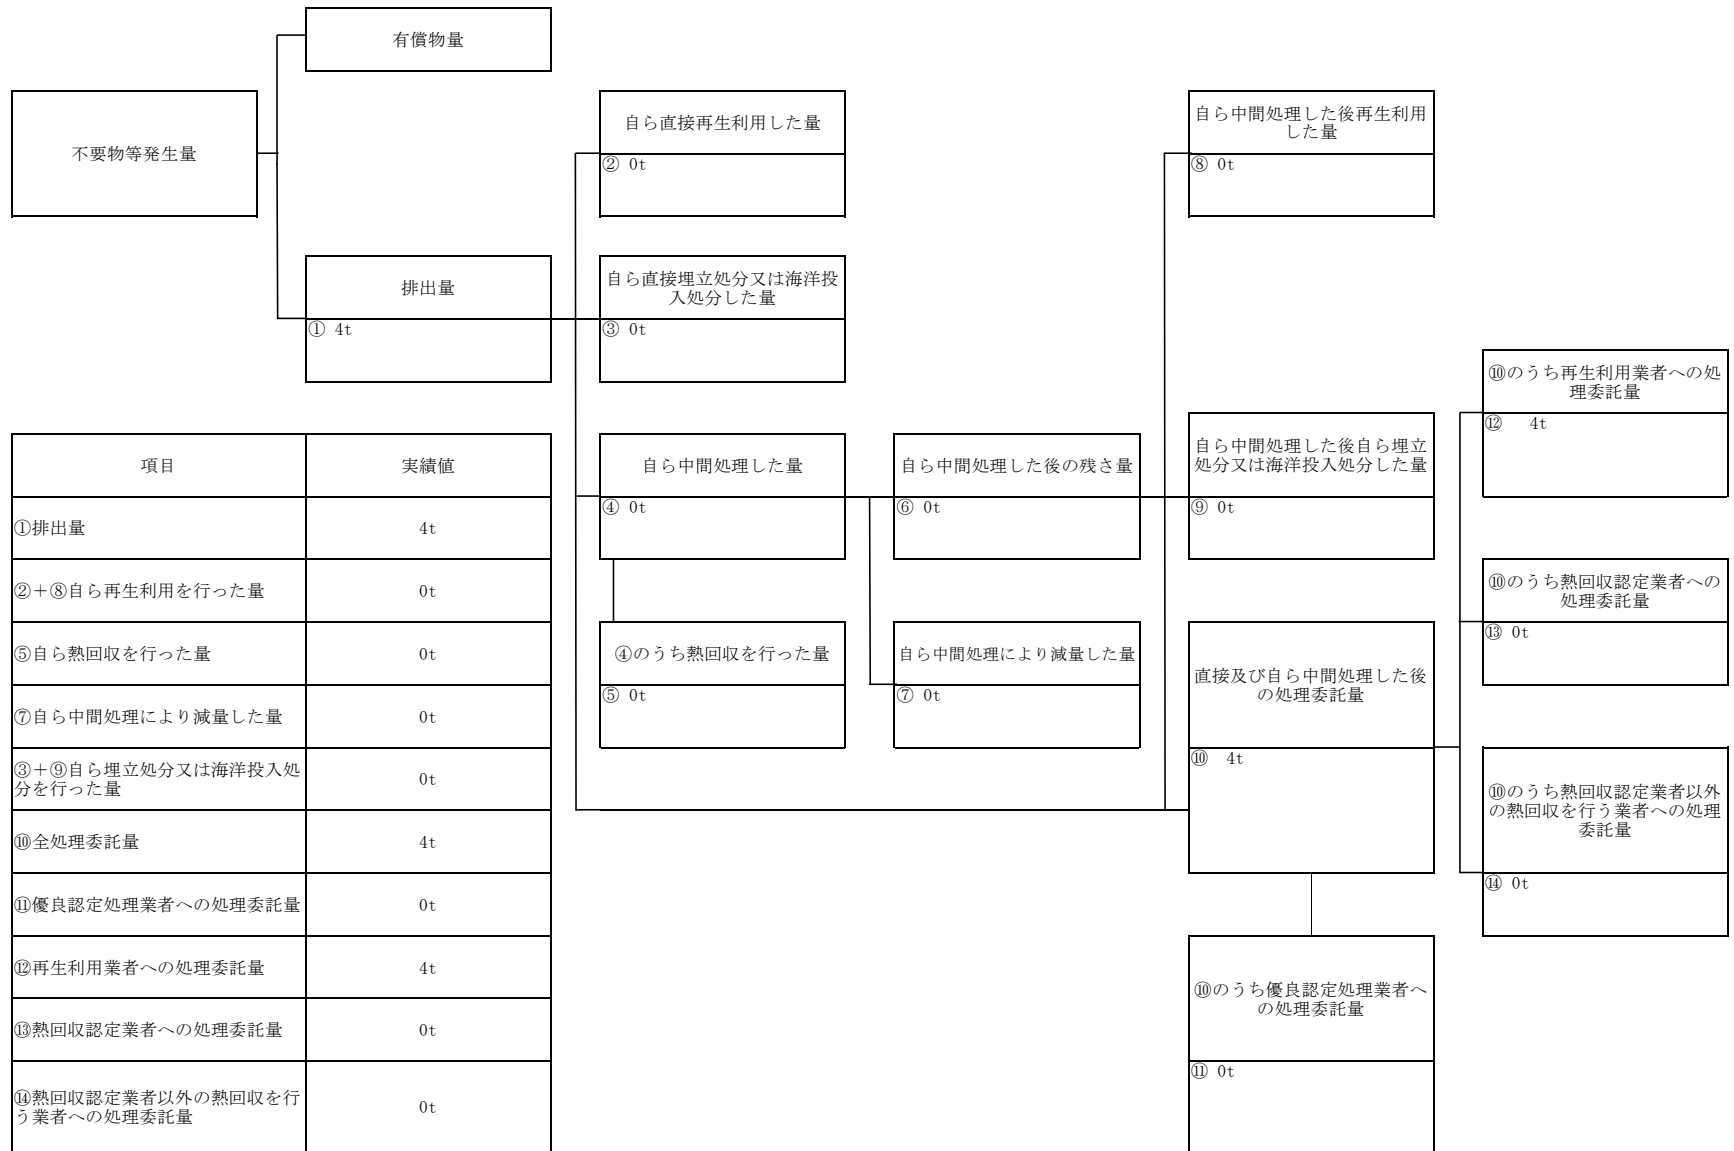 有償物量
不要物等発生量
自ら直接再生利用した量
② 0t
自ら中間処理した後再生利用
した量
⑧ 0t
排出量
① 4t
自ら直接埋立処分又は海洋投
入処分した量
③ 0t
⑩のうち再生利用業者への処
理委託量
⑫ 4t
自ら中間処理した量
④ 0t
自ら中間処理した後の残さ量
⑥ 0t
自ら中間処理した後自ら埋立
処分又は海洋投入処分した量
⑨ 0t
⑩のうち熱回収認定業者への
処理委託量
⑬ 0t
④のうち熱回収を行った量
⑤ 0t
自ら中間処理により減量した量
⑦ 0t
直接及び自ら中間処理した後
の処理委託量
⑩ 4t
⑩のうち熱回収認定業者以外
の熱回収を行う業者への処理
委託量
⑭ 0t
⑩のうち優良認定処理業者へ
の処理委託量
⑪ 0t
項目 実績値
①排出量 4t
②＋⑧自ら再生利用を行った量 0t
⑤自ら熱回収を行った量 0t
⑦自ら中間処理により減量した量 0t
③＋⑨自ら埋立処分又は海洋投入処
分を行った量 0t
⑩全処理委託量 4t
⑪優良認定処理業者への処理委託量 0t
⑫再生利用業者への処理委託量 4t
⑬熱回収認定業者への処理委託量 0t
⑭熱回収認定業者以外の熱回収を行
う業者への処理委託量 0t